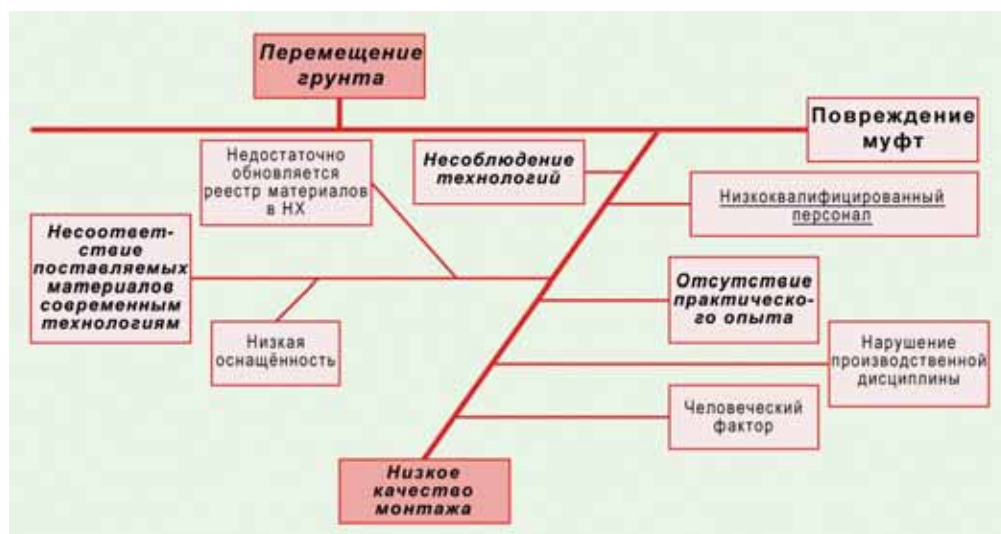 Перемещение
грунта
Повреждение
муфт
Недостаточно
обновляется
реестр материалов
в НХ
Несоблюдение
технологий
Низкоквалифицированный
персонал
Несоответ-
ствие
поставляемых
материалов
современным
технологиям
Отсутствие
практическо-
го опыта
Низкая
оснащённость
Нарушение
производственной
дисциплины
Человеческий
фактор
Низкое
качество
монтажа